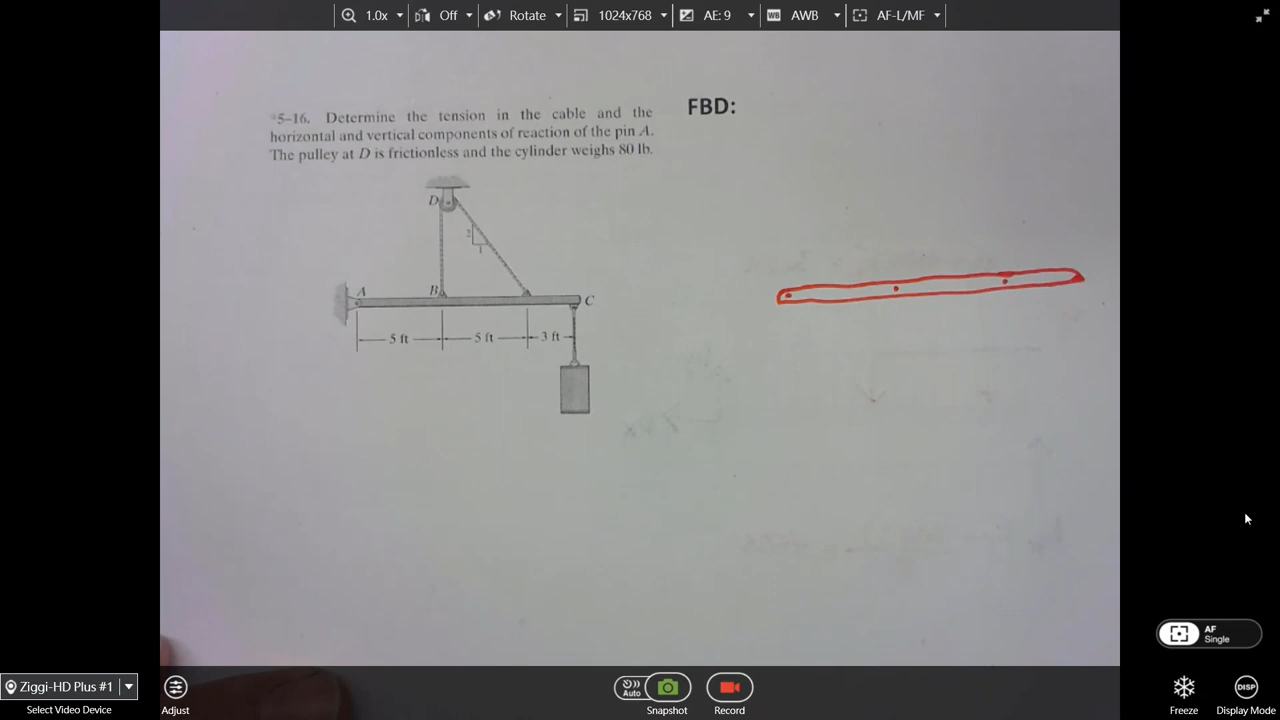 1.0x
Off
Rotate
1024x768
AE: 9
WB AWB
AF-L/MF
FBD:
*5–16. Determine the tension in the cable and the
horizontal and vertical components of reaction of the pin A.
The pulley at D is frictionless and the cylinder weighs 80 lb.
D
2
1
A
B
C
5 ft
5 ft
3 ft
AF
Single
Ziggi-HD Plus #1
Select Video Device
Adjust
Auto
Snapshot
Record
Freeze
DISP
Display Mode